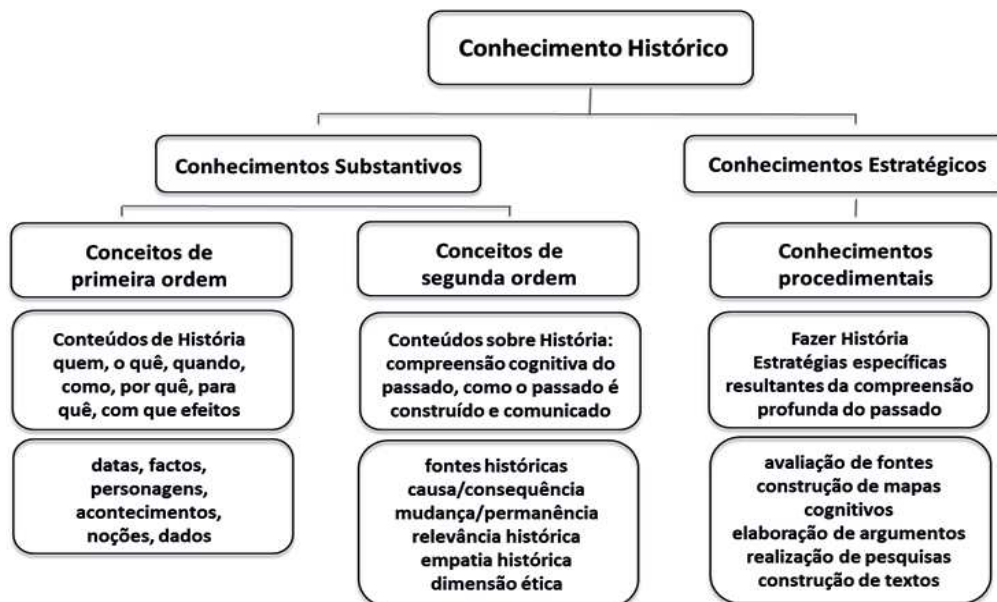 Conhecimento Histórico
Conhecimentos Substantivos
Conhecimentos Estratégicos
Conceitos de
primeira ordem
Conceitos de
segunda ordem
Conhecimentos
procedimentais
Conteúdos de História
quem, o quê, quando,
como, por quê, para
quê, com que efeitos
Conteúdos sobre História:
compreensão cognitiva do
passado, como o passado é
construído e comunicado
Fazer História
Estratégias específicas
resultantes da compreensão
profunda do passado
datas, factos,
personagens,
acontecimentos,
noções, dados
fontes históricas
causa/consequência
mudança/permanência
relevância histórica
empatia histórica
dimensão ética
avaliação de fontes
construção de mapas
cognitivos
elaboração de argumentos
realização de pesquisas
construção de textos